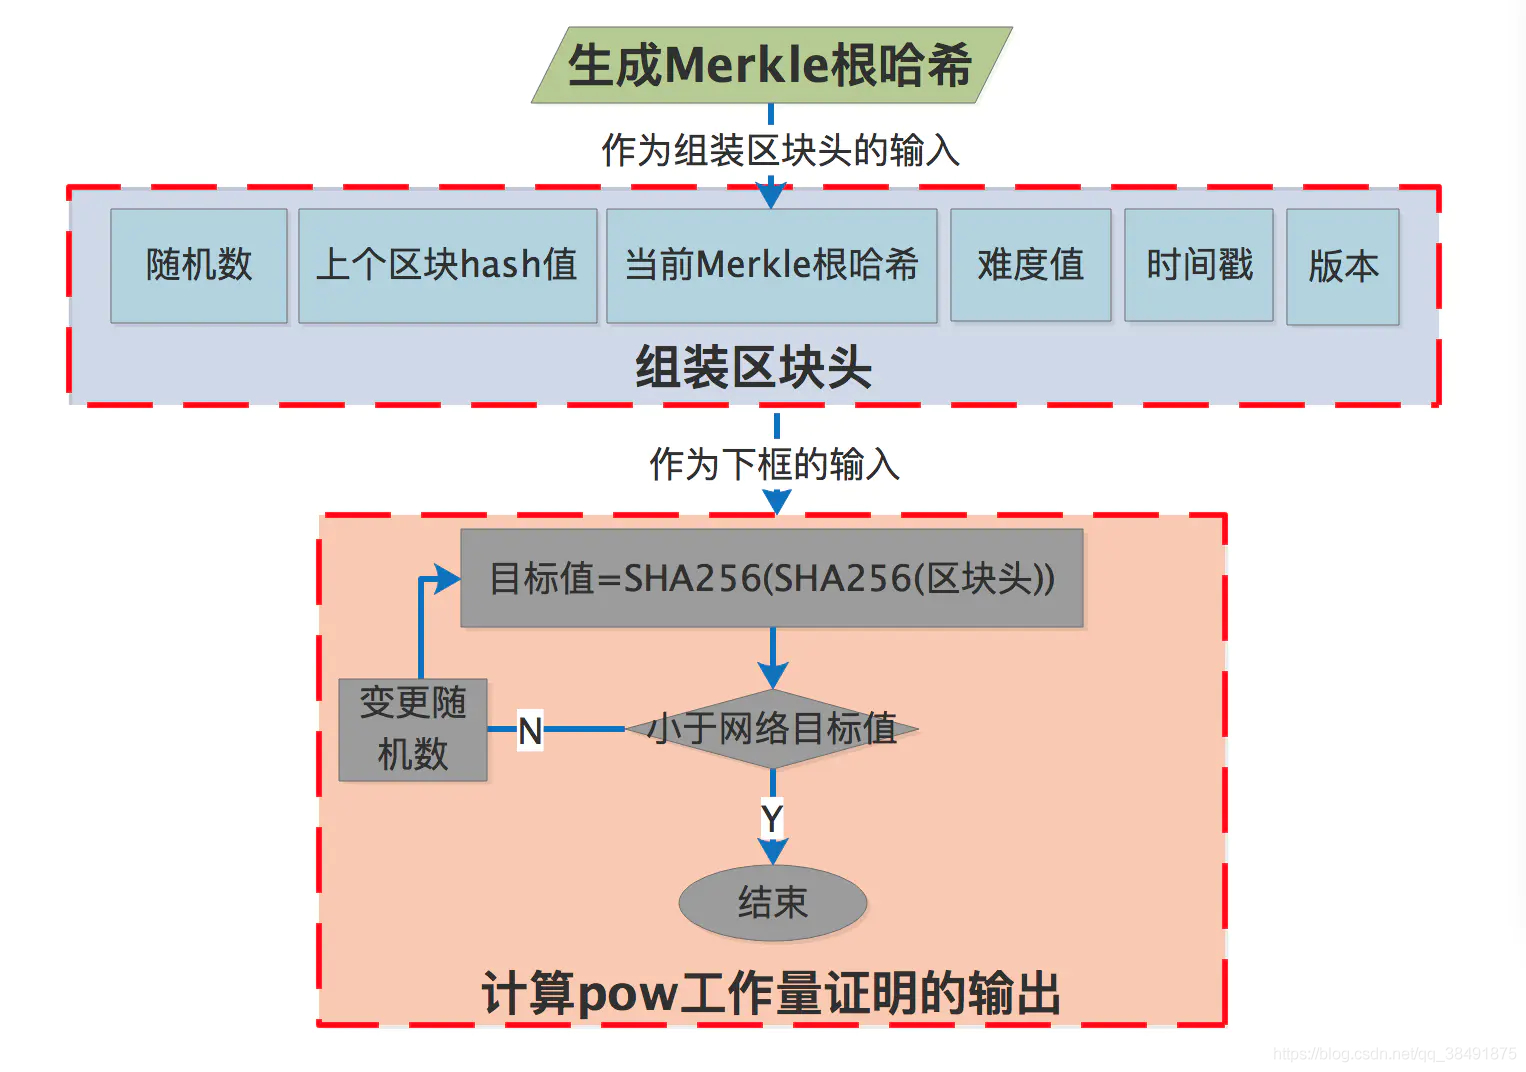 生成Merkle根哈希
作为组装区块头的输入
随机数
上个区块hash值
当前Merkle根哈希
难度值
时间戳
版本
组装区块头
作为下框的输入
目标值=SHA256(SHA256(区块头))
变更随
机数
N
小于网络目标值
Y
结束
计算pow工作量证明的输出
https://blog.csdn.net/qq_38491875